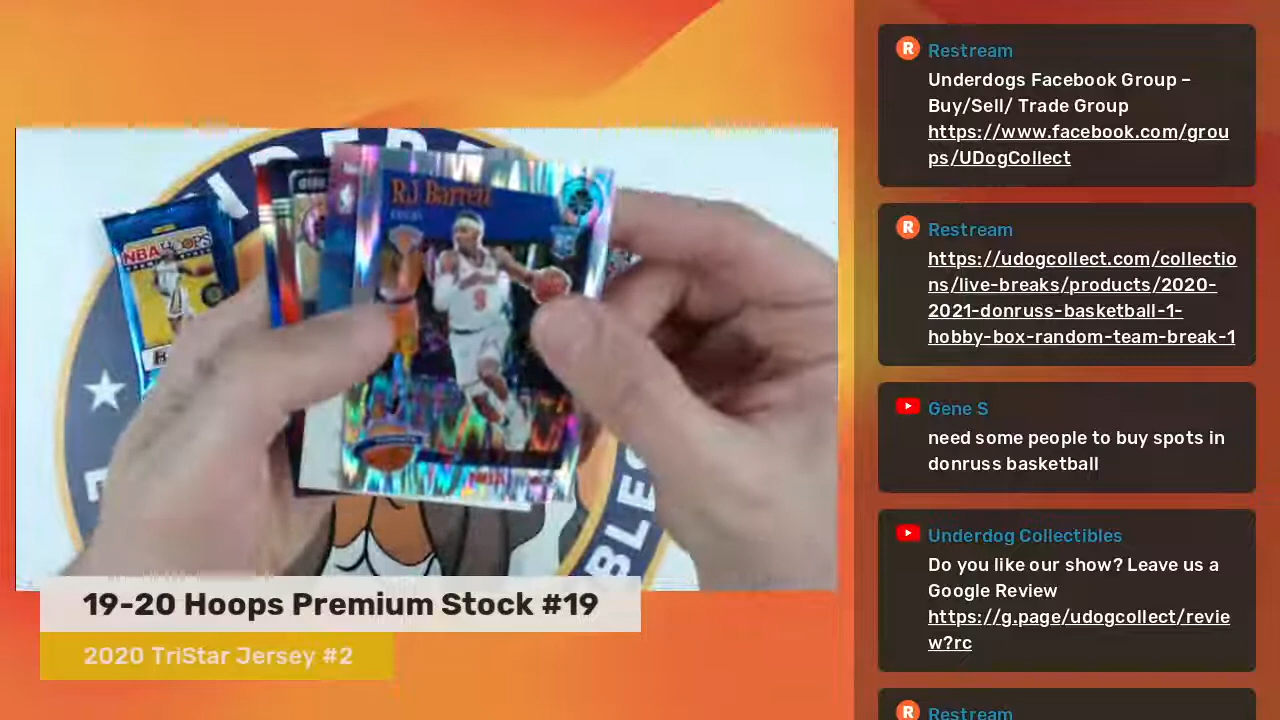 RJ Barrett
RC
NBA HOOPS
BLES
19-20 Hoops Premium Stock #19
2020 TriStar Jersey #2
Restream
Underdogs Facebook Group –
Buy/Sell/ Trade Group
https://www.facebook.com/grou
ps/UDogCollect
Restream
https://udogcollect.com/collectio
ns/live-breaks/products/2020-
2021-donruss-basketball-1-
hobby-box-random-team-break-1
Gene S
need some people to buy spots in
donruss basketball
Underdog Collectibles
Do you like our show? Leave us a
Google Review
https://g.page/udogcollect/revie
w?rc
Restream